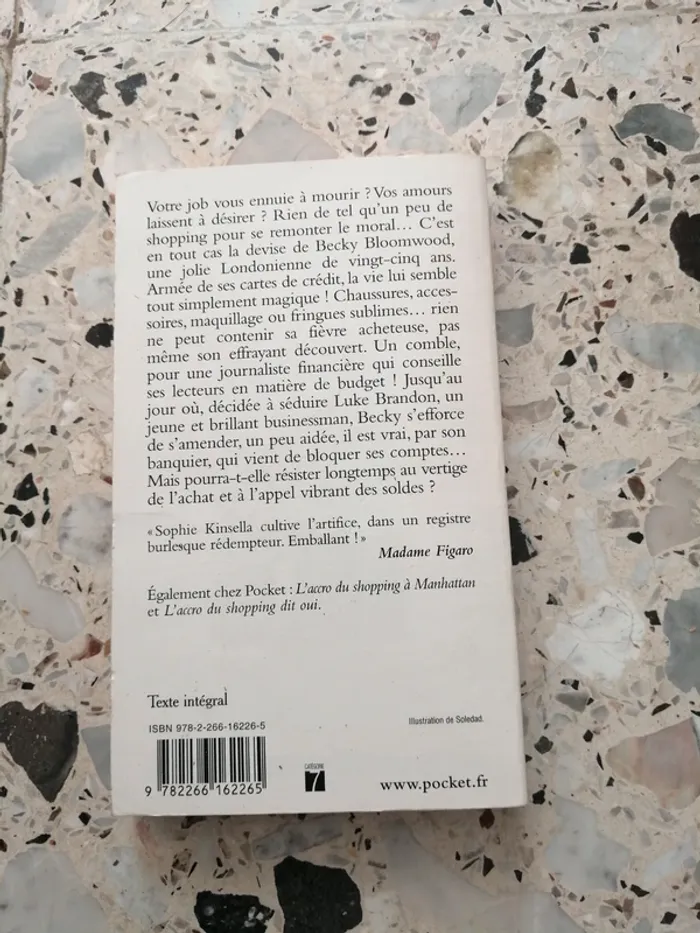 Votre job vous ennuie à mourir ? Vos amours
laissent à désirer ? Rien de tel qu'un peu de
shopping pour se remonter le moral… C'est
en tout cas la devise de Becky Bloomwood,
une jolie Londonienne de vingt-cinq ans.
Armée de ses cartes de crédit, la vie lui semble
tout simplement magique ! Chaussures, acces-
soires, maquillage ou fringues sublimes… rien
ne peut contenir sa fièvre acheteuse, pas
même son effrayant découvert. Un comble,
pour une journaliste financière qui conseille
ses lecteurs en matière de budget ! Jusqu'au
jour où, décidée à séduire Luke Brandon, un
jeune et brillant businessman, Becky s'efforce
de s'amender, un peu aidée, il est vrai, par son
banquier, qui vient de bloquer ses comptes…
Mais pourra-t-elle résister longtemps au vertige
de l'achat et à l'appel vibrant des soldes ?
« Sophie Kinsella cultive l'artifice, dans un registre
burlesque rédempteur. Emballant ! »
Madame Figaro
Également chez Pocket : L'accro du shopping à Manhattan
et L'accro du shopping dit oui.
Texte intégral
ISBN 978-2-266-16226-5
Illustration de Soledad.
9 782266 162265
CATÉGORIE
7
www.pocket.fr